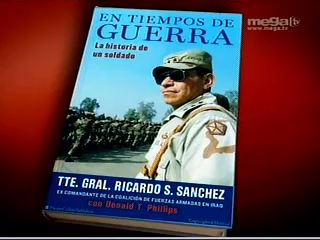 mega tv
www.mega.tv
EN TIEMPOS DE
GUERRA
La historia de
un soldado
TTE. GRAL. RICARDO S. SANCHEZ
EX COMANDANTE DE LA COALICIÓN DE FUERZAS ARMADAS EN IRAQ
con Donald T. Phillips